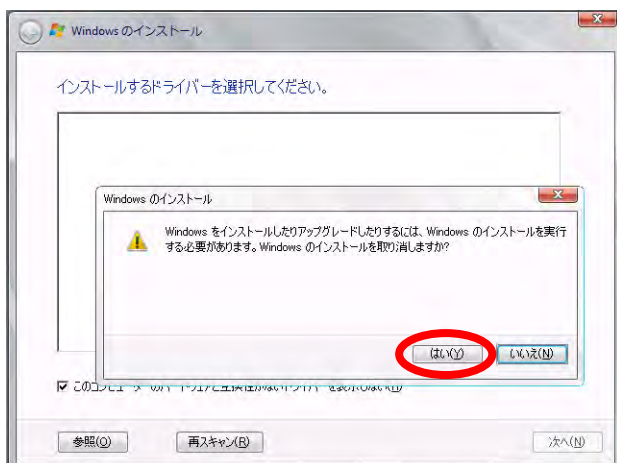 Windows のインストール
インストールするドライバーを選択してください。
Windows のインストール
Windows をインストールしたりアップグレードしたりするには、Windows のインストールを実行
する必要があります。Windows のインストールを取り消しますか?
はい(Y)
いいえ(N)
参照(O)
再スキャン(R)
次へ(N)